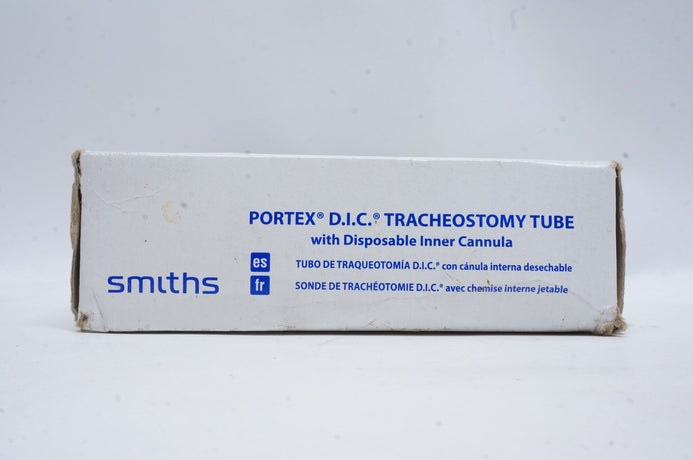 PORTEX® D.I.C.® TRACHEOSTOMY TUBE
with Disposable Inner Cannula
es TUBO DE TRAQUEOTOMÍA D.I.C.® con cánula interna desechable
fr SONDE DE TRACHÉOTOMIE D.I.C.® avec chemise interne jetable
smiths